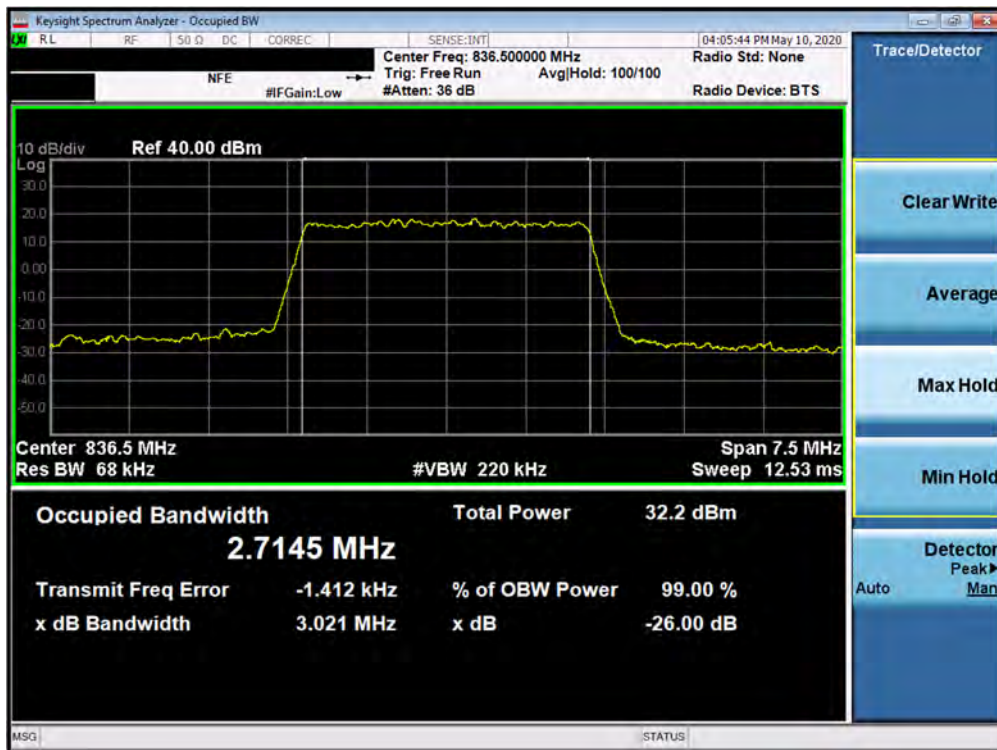 Keysight Spectrum Analyzer - Occupied BW
LXI RL RF 50 Ω DC CORREC SENSE:INT 04:05:44 PM May 10, 2020
Center Freq: 836.500000 MHz Radio Std: None
NFE Trig: Free Run Avg|Hold: 100/100
#IFGain:Low #Atten: 36 dB Radio Device: BTS
Trace/Detector
10 dB/div Ref 40.00 dBm
Log
30.0
20.0
10.0
0.00
-10.0
-20.0
-30.0
-40.0
-50.0
Center 836.5 MHz Span 7.5 MHz
Res BW 68 kHz #VBW 220 kHz Sweep 12.53 ms
Occupied Bandwidth Total Power 32.2 dBm
2.7145 MHz
Transmit Freq Error -1.412 kHz % of OBW Power 99.00 %
x dB Bandwidth 3.021 MHz x dB -26.00 dB
Clear Write
Average
Max Hold
Min Hold
Detector
Peak▶
Auto Man
MSG STATUS